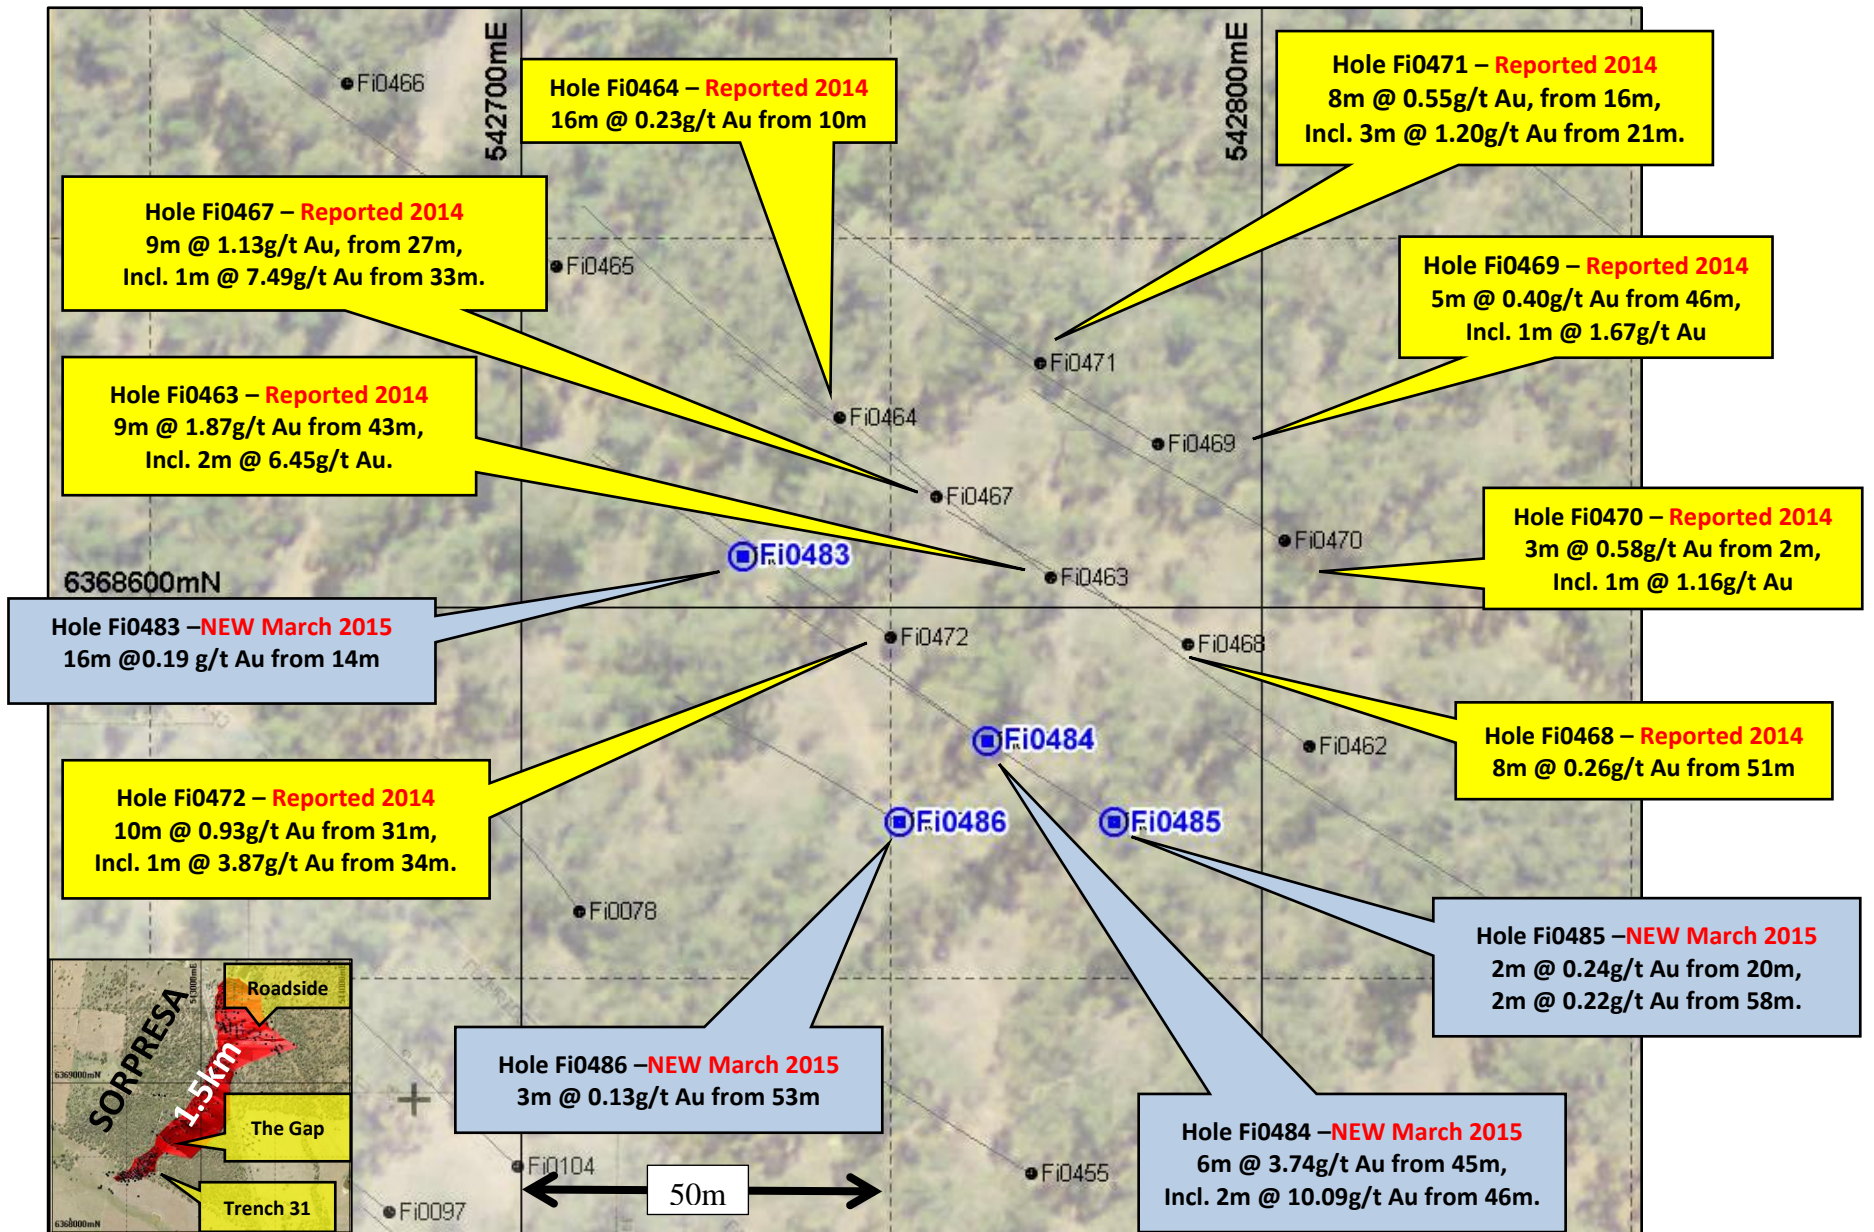 542700mE
542800mE
Fi0466
Hole Fi0464 – Reported 2014
16m @ 0.23g/t Au from 10m
Hole Fi0471 – Reported 2014
8m @ 0.55g/t Au, from 16m,
Incl. 3m @ 1.20g/t Au from 21m.
Hole Fi0467 – Reported 2014
9m @ 1.13g/t Au, from 27m,
Incl. 1m @ 7.49g/t Au from 33m.
Fi0465
Hole Fi0469 – Reported 2014
5m @ 0.40g/t Au from 46m,
Incl. 1m @ 1.67g/t Au
Fi0471
Hole Fi0463 – Reported 2014
9m @ 1.87g/t Au from 43m,
Incl. 2m @ 6.45g/t Au.
Fi0464
Fi0469
Fi0467
Hole Fi0470 – Reported 2014
3m @ 0.58g/t Au from 2m,
Incl. 1m @ 1.16g/t Au
Fi0470
Fi0483
Fi0463
6368600mN
Hole Fi0483 –NEW March 2015
16m @0.19 g/t Au from 14m
Fi0472
Fi0468
Hole Fi0468 – Reported 2014
8m @ 0.26g/t Au from 51m
Fi0484
Fi0462
Hole Fi0472 – Reported 2014
10m @ 0.93g/t Au from 31m,
Incl. 1m @ 3.87g/t Au from 34m.
Fi0486
Fi0485
Fi0078
Hole Fi0485 –NEW March 2015
2m @ 0.24g/t Au from 20m,
2m @ 0.22g/t Au from 58m.
Hole Fi0486 –NEW March 2015
3m @ 0.13g/t Au from 53m
Hole Fi0484 –NEW March 2015
6m @ 3.74g/t Au from 45m,
Incl. 2m @ 10.09g/t Au from 46m.
Fi0104
Fi0455
Fi0097
50m
SORPRESA
1.5km
543000mE
Roadside
6369000mN
The Gap
Trench 31
6368000mN